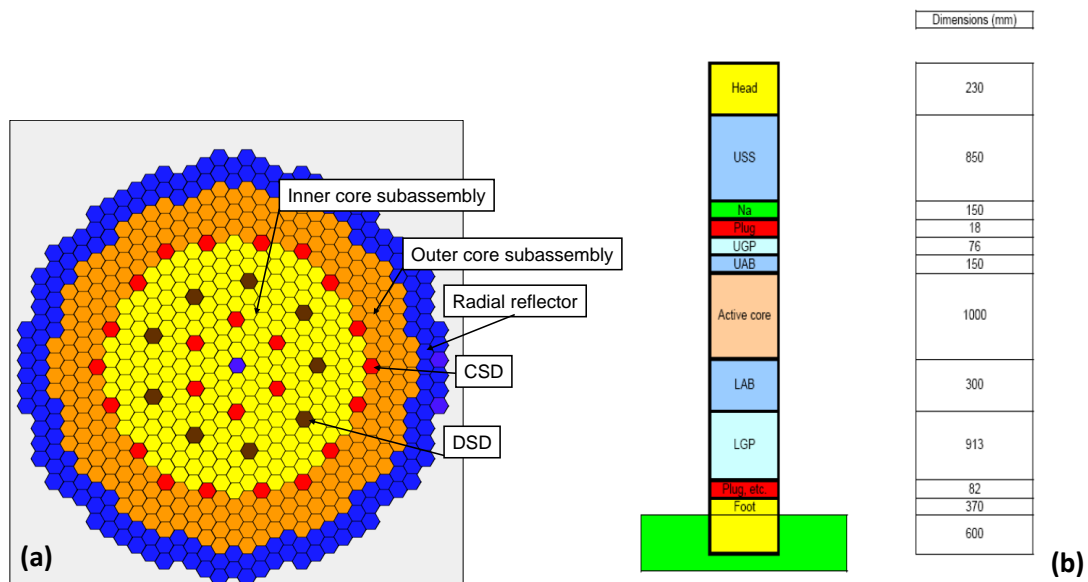 Dimensions (mm)
Head
230
USS
850
Na
150
Plug
18
UGP
76
UAB
150
Active core
1000
LAB
300
LGP
913
Plug, etc.
82
Foot
370
600
Inner core subassembly
Outer core subassembly
Radial reflector
CSD
DSD
(a)
(b)